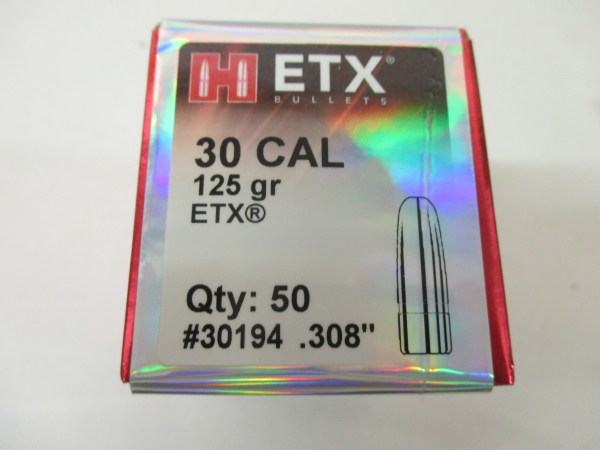 H ETX®
BULLETS
30 CAL
125 gr
ETX®
Qty: 50
#30194 .308"